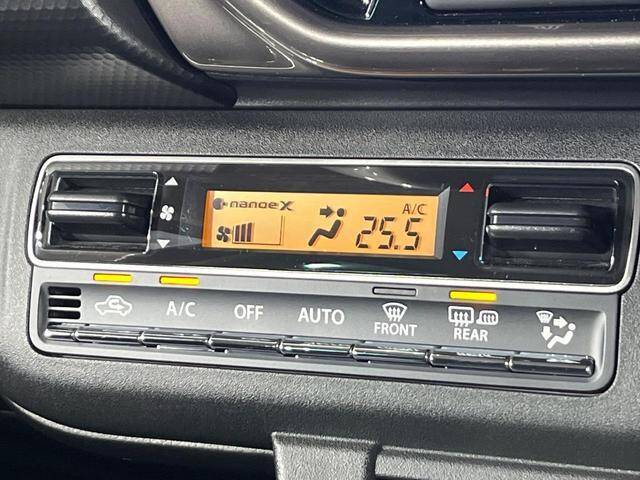 nanoeX
A/C
25.5
A/C
OFF
AUTO
FRONT
REAR